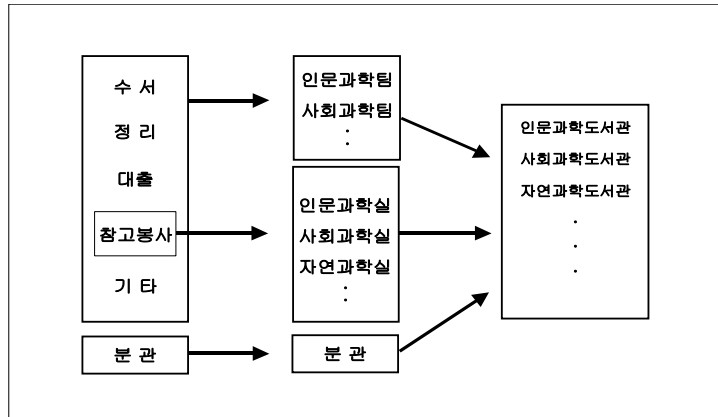 수 서
정 리
대출
참고봉사
기 타
분 관
인문과학팀
사회과학팀
:
인문과학실
사회과학실
자연과학실
:
분 관
인문과학도서관
사회과학도서관
자연과학도서관
.
.
.